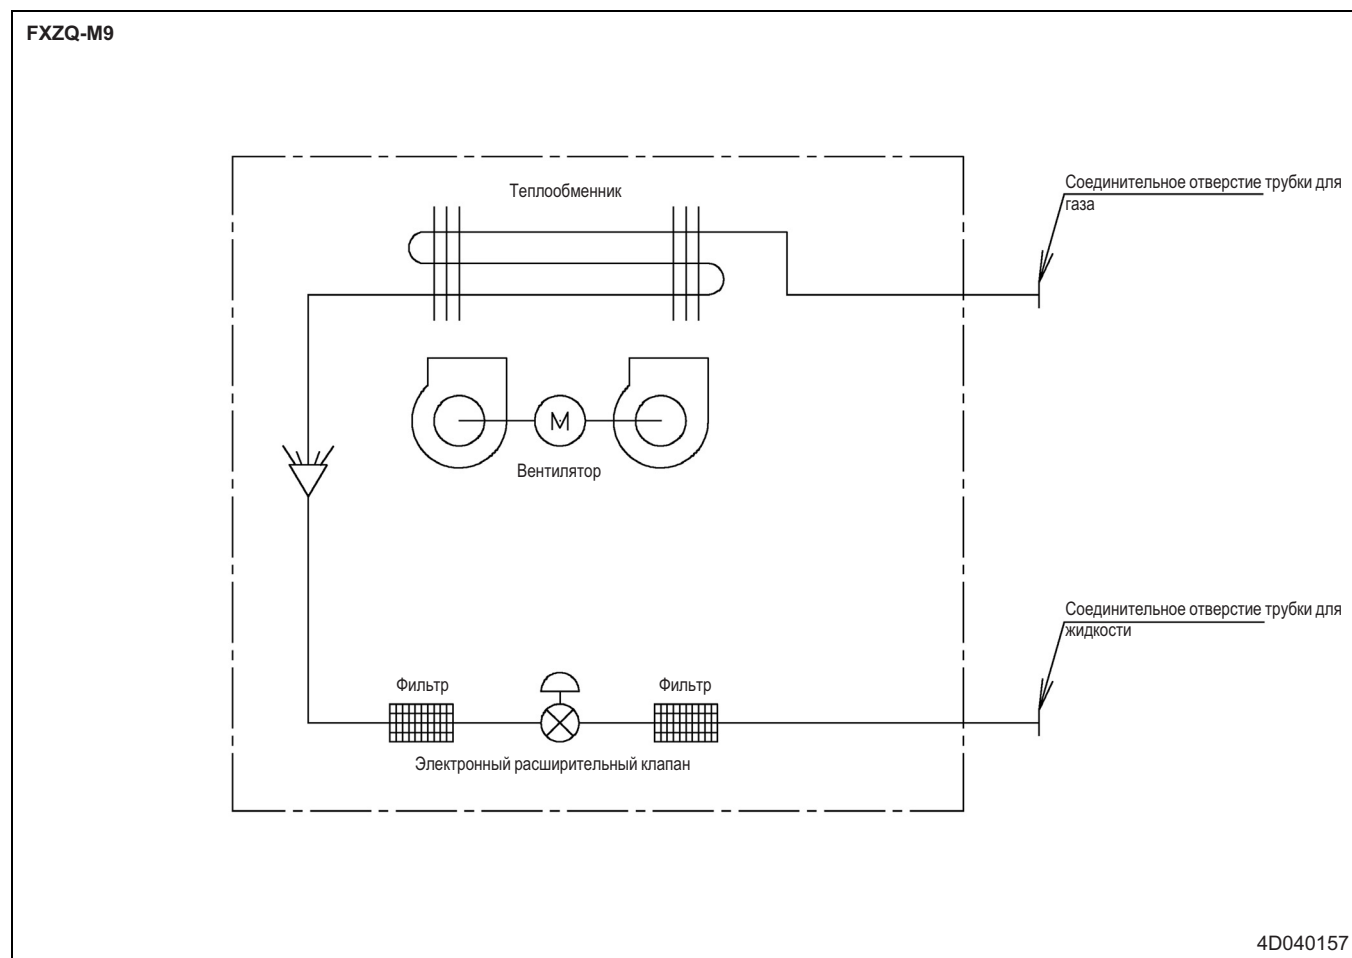 FXZQ-M9
Теплообменник
Соединительное отверстие трубки для
газа
M
Вентилятор
Соединительное отверстие трубки для
жидкости
Фильтр
Фильтр
Электронный расширительный клапан
4D040157